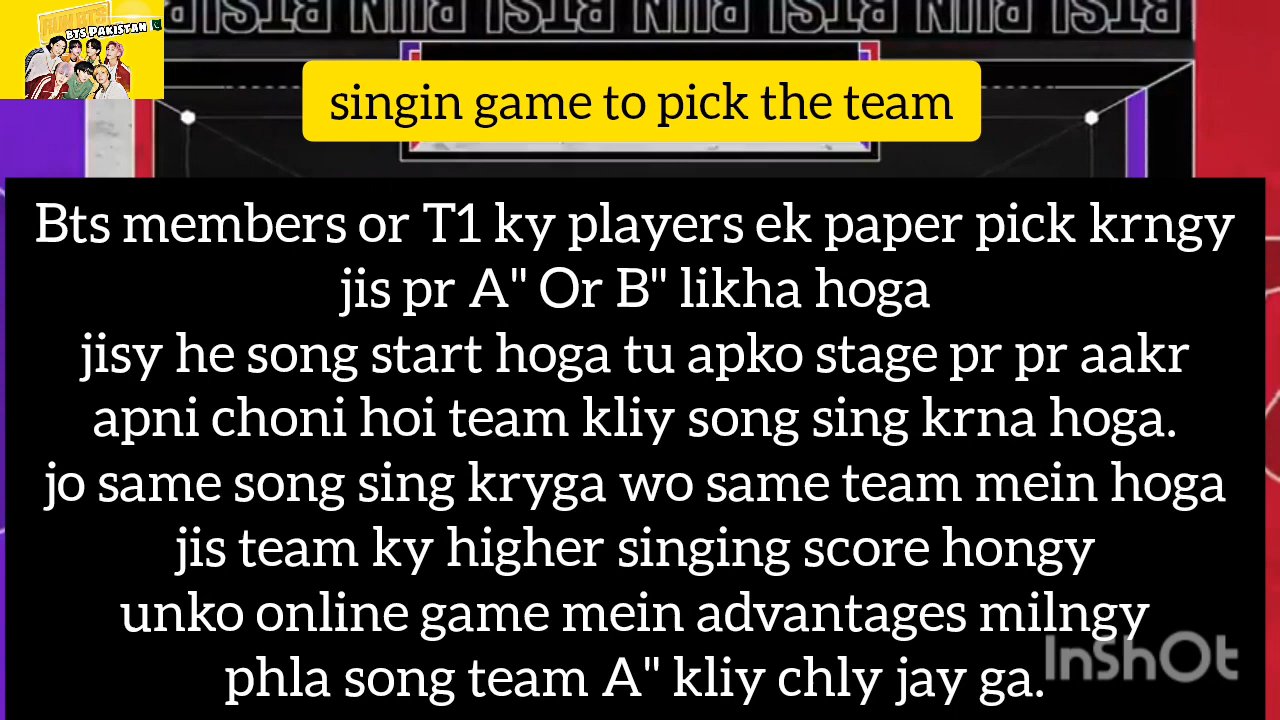 BTS PAKISTAN
singin game to pick the team
Bts members or T1 ky players ek paper pick krngy
jis pr A" Or B" likha hoga
jisy he song start hoga tu apko stage pr pr aakr
apni choni hoi team kliy song sing krna hoga.
jo same song sing kryga wo same team mein hoga
jis team ky higher singing score hongy
unko online game mein advantages milngy
phla song team A" kliy chly jay ga.
InShOt